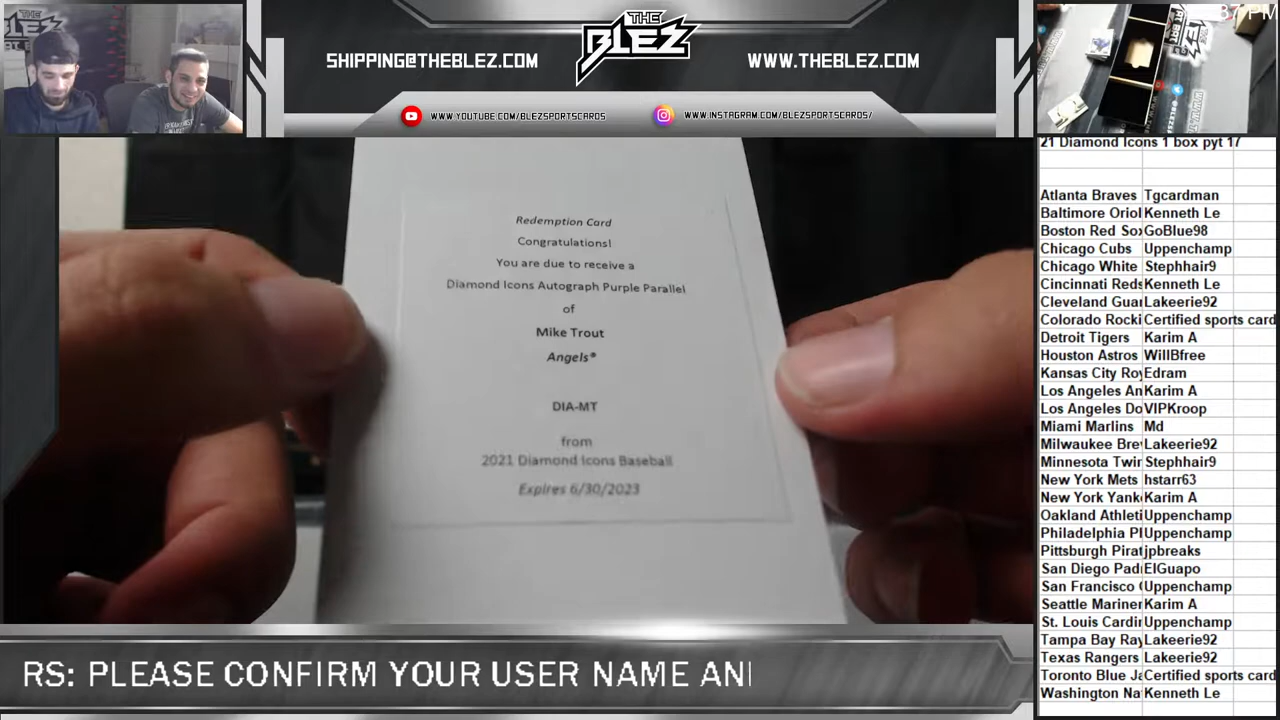 THE
BLEZ
SHIPPING@THEBLEZ.COM
WWW.THEBLEZ.COM
WWW.YOUTUBE.COM/BLEZSPORTSCARDS
WWW.INSTAGRAM.COM/BLEZSPORTSCARDS/
37 PM
Redemption Card
Congratulations!
You are due to receive a
Diamond Icons Autograph Purple Parallel
of
Mike Trout
Angels®
DIA-MT
from
2021 Diamond Icons Baseball
Expires 6/30/2023
21 Diamond Icons 1 box pyt 17
Atlanta Braves Tgcardman
Baltimore Oriol Kenneth Le
Boston Red Sox GoBlue98
Chicago Cubs Uppenchamp
Chicago White Stephhair9
Cincinnati Reds Kenneth Le
Cleveland Guar Lakeerie92
Colorado Rocki Certified sports card
Detroit Tigers Karim A
Houston Astros WillBfree
Kansas City Roy Edram
Los Angeles An Karim A
Los Angeles Do VIPKroop
Miami Marlins Md
Milwaukee Brew Lakeerie92
Minnesota Twin Stephhair9
New York Mets hstarr63
New York Yanke Karim A
Oakland Athleti Uppenchamp
Philadelphia Pl Uppenchamp
Pittsburgh Pirat jpbreaks
San Diego Padr ElGuapo
San Francisco G Uppenchamp
Seattle Mariner Karim A
St. Louis Cardin Uppenchamp
Tampa Bay Ray Lakeerie92
Texas Rangers Lakeerie92
Toronto Blue Ja Certified sports card
Washington Na Kenneth Le
RS: PLEASE CONFIRM YOUR USER NAME AN